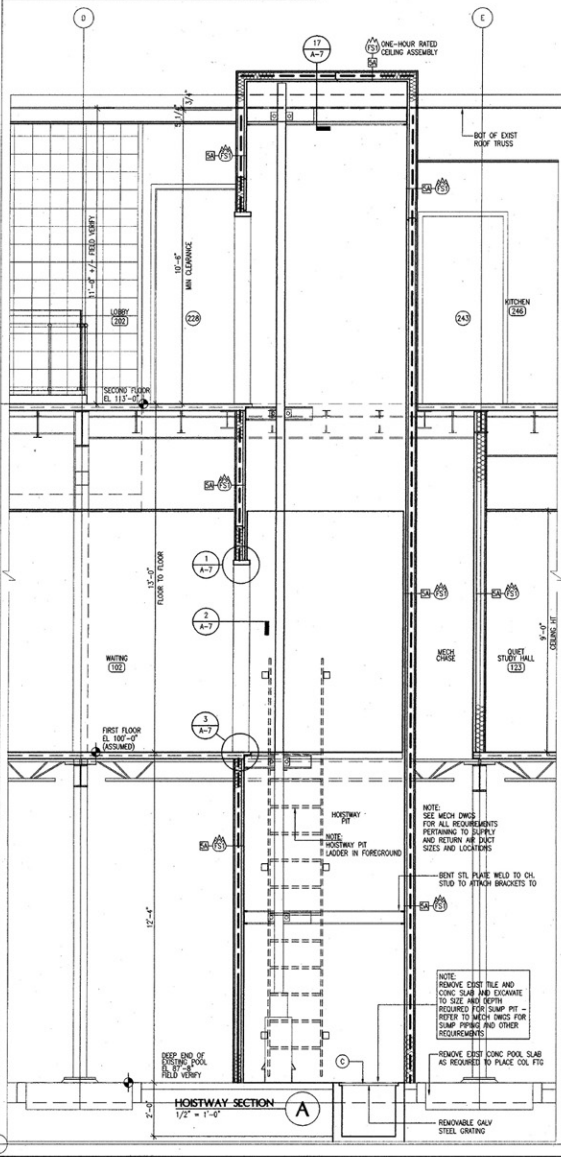 D
E
17
A-7
FS1
5A
ONE-HOUR RATED
CEILING ASSEMBLY
3/4"
BOT OF EXIST
ROOF TRUSS
5A
FS1
5A
FS1
11'-0" +/- FIELD VERIFY
10'-6"
MIN CLEARANCE
LOBBY
202
228
243
KITCHEN
246
SECOND FLOOR
EL 113'-0"
5A
FS1
1
A-7
13'-0"
FLOOR TO FLOOR
5A
FS1
5A
FS1
2
A-7
9'-0"
CEILING HT
WAITING
102
MECH
CHASE
QUIET
STUDY HALL
123
3
A-7
FIRST FLOOR
EL 100'-0"
(ASSUMED)
HOISTWAY
PIT
NOTE:
HOISTWAY PIT
LADDER IN FOREGROUND
NOTE:
SEE MECH DWGS
FOR ALL REQUIREMENTS
PERTAINING TO SUPPLY
AND RETURN AIR DUCT
SIZES AND LOCATIONS
5A
FS1
BENT STL PLATE WELD TO CH.
STUD TO ATTACH BRACKETS TO
5A
FS1
12'-4"
NOTE:
REMOVE EXIST TILE AND
CONC SLAB AND EXCAVATE
TO SIZE AND DEPTH
REQUIRED FOR SUMP PIT -
REFER TO MECH DWGS FOR
SUMP PIPING AND OTHER
REQUIREMENTS
DEEP END OF
EXISTING POOL
EL 87'-8"
FIELD VERIFY
C
REMOVE EXIST CONC POOL SLAB
AS REQUIRED TO PLACE COL FTG
2'-0"
HOISTWAY SECTION
A
1/2" = 1'-0"
REMOVABLE GALV
STEEL GRATING